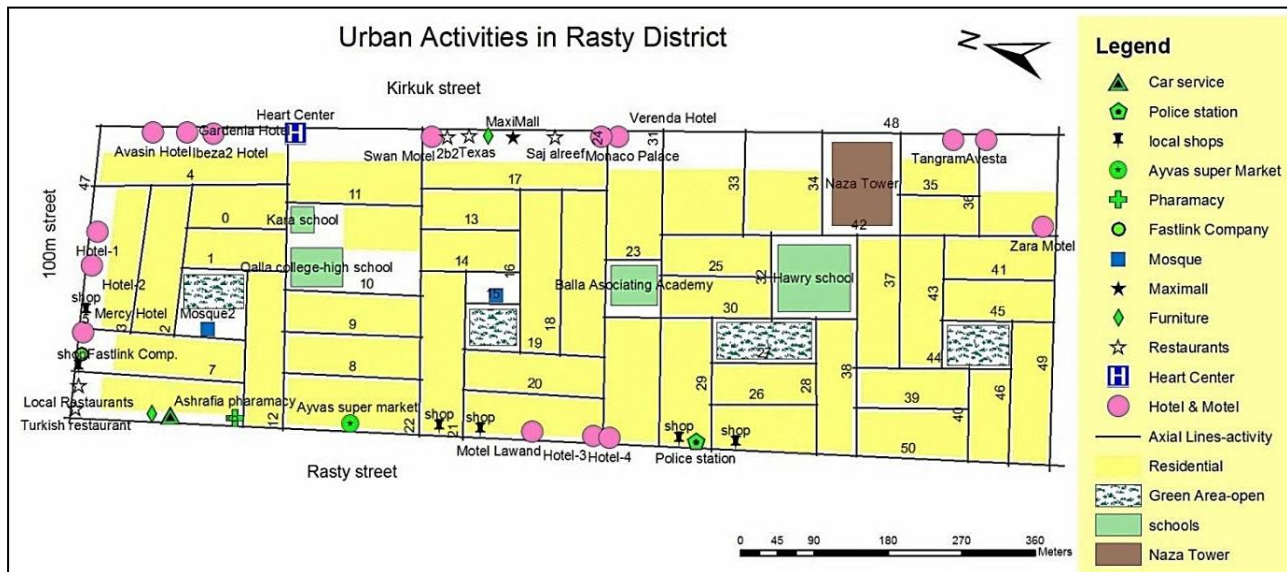 Urban Activities in Rasty District
N
Kirkuk street
Heart Center
MaxiMall
Verenda Hotel
48
Gardenia Hotel
Avasin Hotel
Ibeza2 Hotel
Swan Motel
2b2
Texas
Saj alreef
24
Monaco Palace
31
Tangram
Avesta
47
4
11
17
33
34
Naza Tower
35
36
100m street
0
Kara school
13
42
Zara Motel
Hotel-1
1
Qalla college-high school
14
16
23
25
32
Hawry school
37
41
Hotel-2
10
15
Balla Asociating Academy
43
shop
Mercy Hotel
Mosque2
30
45
5
3
2
9
18
shop
Fastlink Comp.
19
27
44
49
7
8
20
29
28
38
Local Restaurants
Ashrafia pharamacy
Ayvas super market
26
39
40
46
Turkish restaurant
12
22
shop
21
shop
Motel Lawand
Hotel-3
Hotel-4
shop
Police station
shop
50
Rasty street
0 45 90 180 270 360
Meters
Legend
Car service
Police station
local shops
Ayvas super Market
Pharamacy
Fastlink Company
Mosque
Maximall
Furniture
Restaurants
H Heart Center
Hotel & Motel
Axial Lines-activity
Residential
Green Area-open
schools
Naza Tower